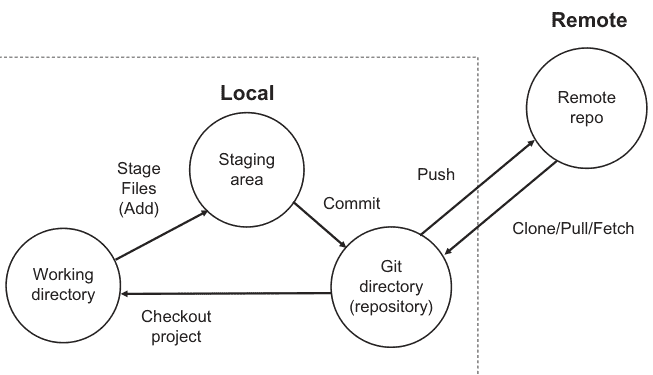 Remote
Remote
repo
Local
Staging
area
Stage
Files
(Add)
Push
Commit
Clone/Pull/Fetch
Working
directory
Git
directory
(repository)
Checkout
project